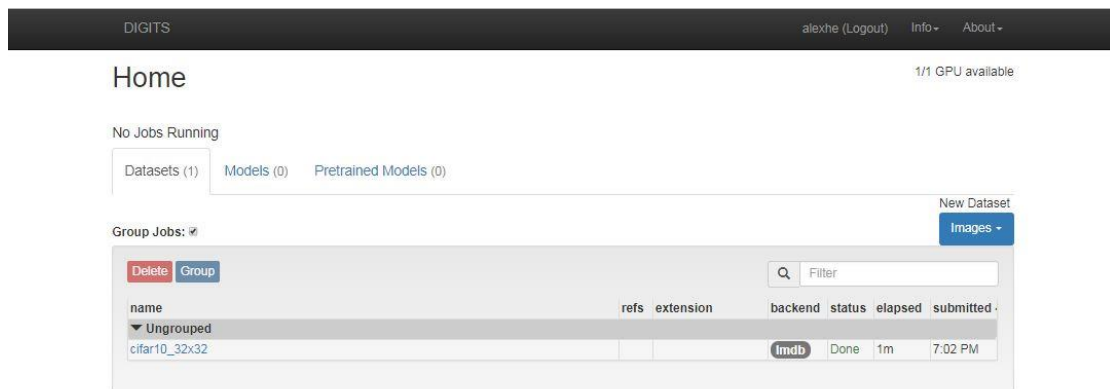 DIGITS alexhe (Logout) Info About
Home 1/1 GPU available
No Jobs Running
Datasets (1) Models (0) Pretrained Models (0)
New Dataset
Group Jobs: Images
Delete Group Filter
name refs extension backend status elapsed submitted
Ungrouped
cifar10_32x32 lmdb Done 1m 7:02 PM